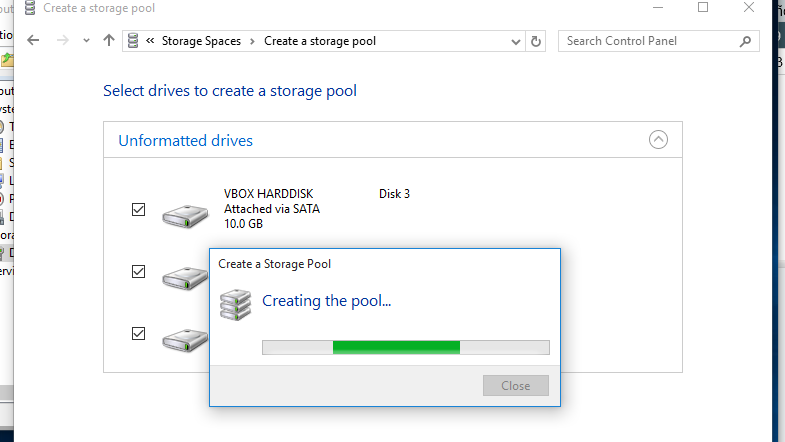 Create a storage pool
« Storage Spaces > Create a storage pool
Search Control Panel
Select drives to create a storage pool
Unformatted drives
VBOX HARDDISK Disk 3
Attached via SATA
10.0 GB
Create a Storage Pool
Creating the pool...
Close